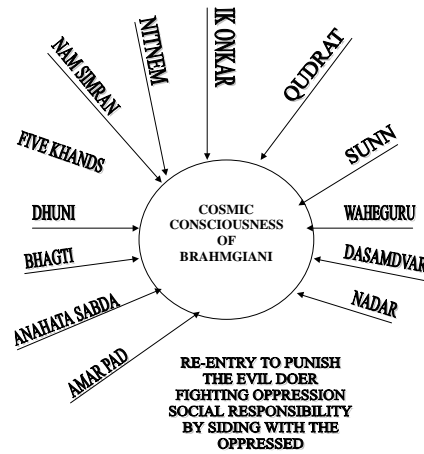 IK ONKAR
NITNEM
NAM SIMRAN
QUDRAT
FIVE KHANDS
SUNN
DHUNI
COSMIC
CONSCIOUSNESS
OF
BRAHMGIANI
WAHEGURU
BHAGTI
DASAMDVAR
ANAHATA SABDA
NADAR
AMAR PAD
RE-ENTRY TO PUNISH
THE EVIL DOER
FIGHTING OPPRESSION
SOCIAL RESPONSIBILITY
BY SIDING WITH THE
OPPRESSED